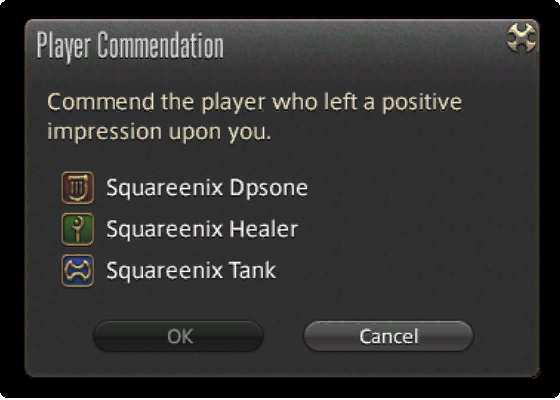 Player Commendation
Commend the player who left a positive
impression upon you.
Squareenix Dpsone
Squareenix Healer
Squareenix Tank
OK
Cancel